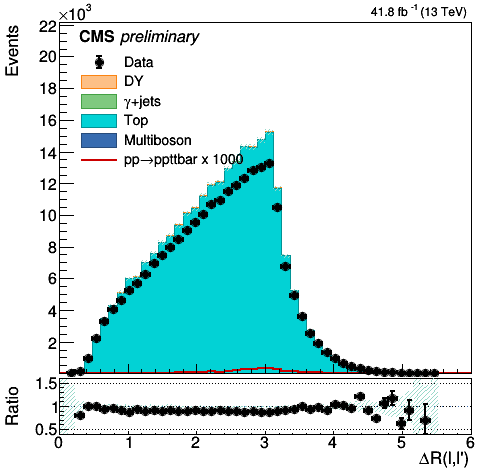 ×10³
41.8 fb⁻¹ (13 TeV)
Events
22
20
18
16
14
12
10
8
6
4
2
CMS preliminary
Data
DY
γ+jets
Top
Multiboson
pp→ppttbar x 1000
Ratio
1.5
1
0.5
0 1 2 3 4 5 6
ΔR(l,l')